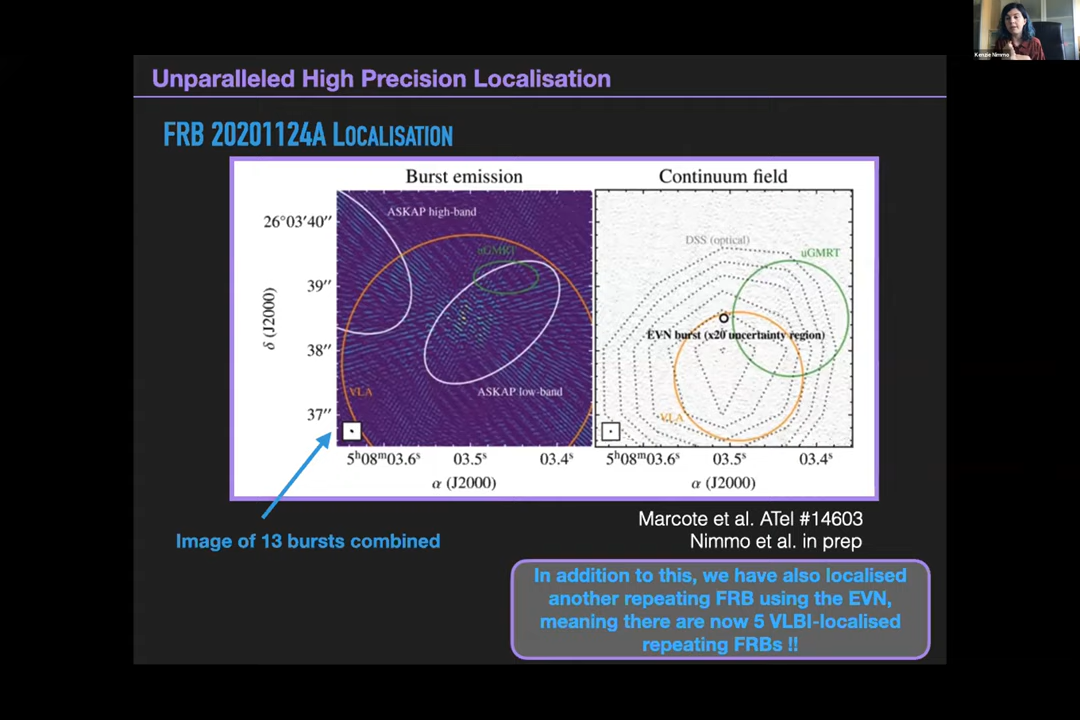 Kenzie Nimmo
Unparalleled High Precision Localisation
FRB 20201124A LOCALISATION
Burst emission
Continuum field
26°03′40″
39″
38″
37″
δ (J2000)
ASKAP high-band
uGMRT
VLA
ASKAP low-band
DSS (optical)
uGMRT
EVN burst (x20 uncertainty region)
VLA
5ʰ08ᵐ03.6ˢ
03.5ˢ
03.4ˢ
5ʰ08ᵐ03.6ˢ
03.5ˢ
03.4ˢ
α (J2000)
α (J2000)
Marcote et al. ATel #14603
Nimmo et al. in prep
Image of 13 bursts combined
In addition to this, we have also localised
another repeating FRB using the EVN,
meaning there are now 5 VLBI-localised
repeating FRBs !!